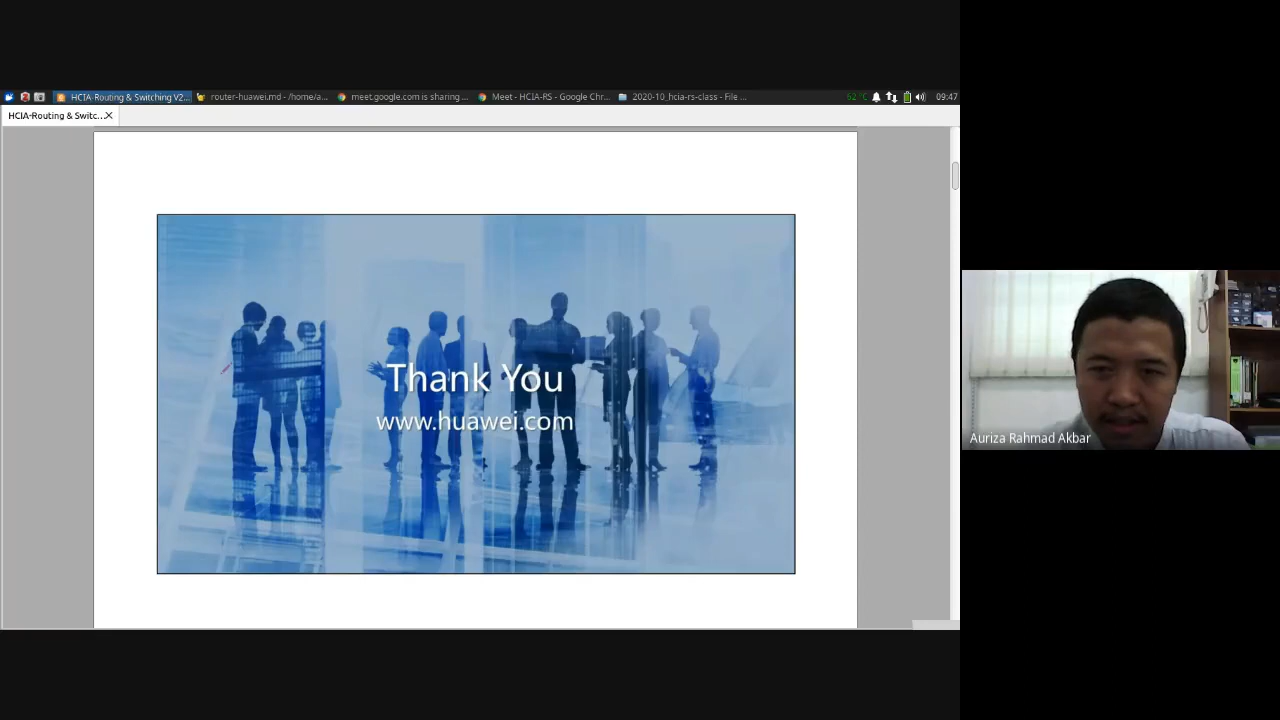 HCIA-Routing & Switching V2... router-huawei.md - /home/a... meet.google.com is sharing ... Meet - HCIA-RS - Google Chr... 2020-10_hcia-rs-class - File ... 62°C 09:47
HCIA-Routing & Switc...
Thank You
www.huawei.com
Auriza Rahmad Akbar